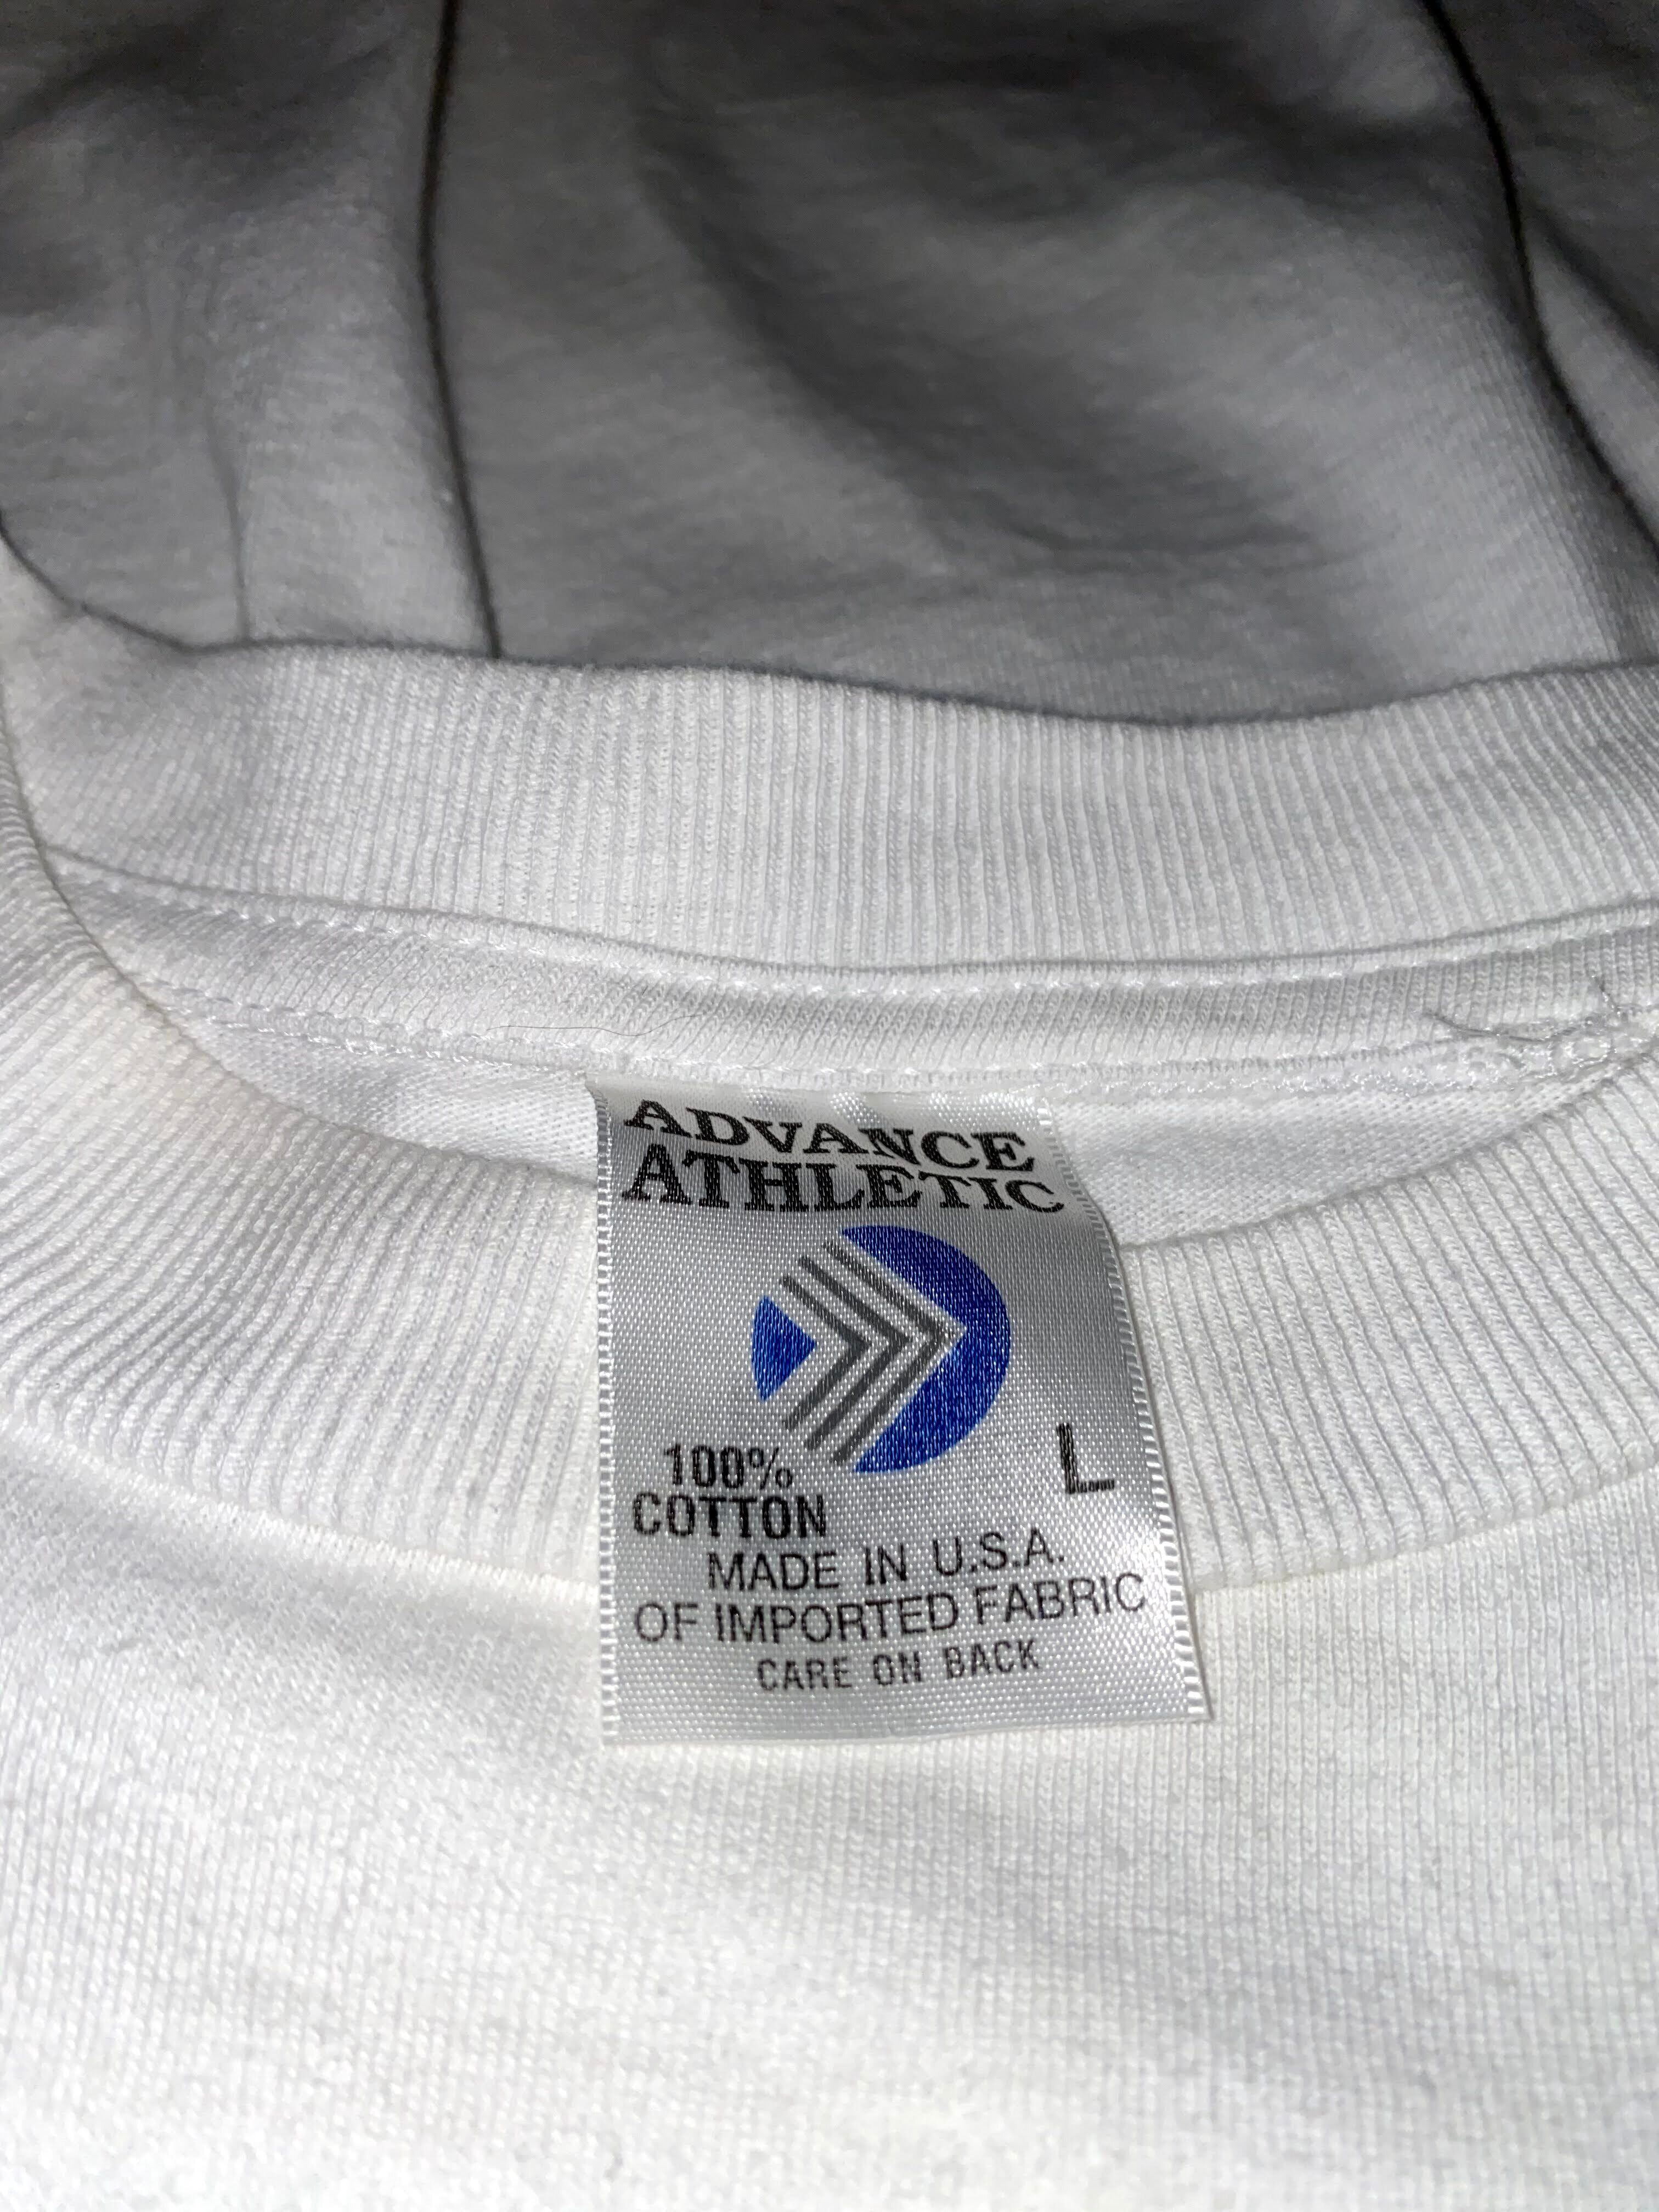 ADVANCE
ATHLETIC
100%
COTTON
L
MADE IN U.S.A.
OF IMPORTED FABRIC
CARE ON BACK